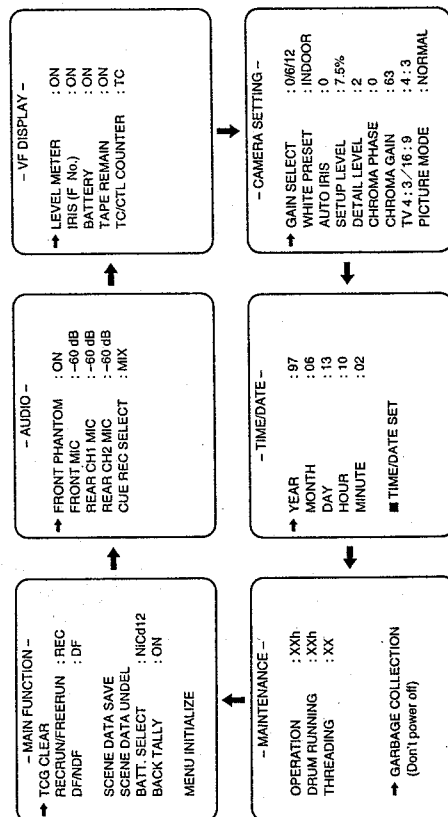 – MAIN FUNCTION –
→ TCG CLEAR
RECRUN/FREERUN : REC
DF/NDF : DF
SCENE DATA SAVE
SCENE DATA UNDEL
BATT. SELECT : NiCd12
BACK TALLY : ON
MENU INITIALIZE
– AUDIO –
→ FRONT PHANTOM : ON
FRONT MIC : –60 dB
REAR CH1 MIC : –60 dB
REAR CH2 MIC : –60 dB
CUE REC SELECT : MIX
– VF DISPLAY –
→ LEVEL METER : ON
IRIS (F No.) : ON
BATTERY : ON
TAPE REMAIN : ON
TC/CTL COUNTER : TC
– MAINTENANCE –
OPERATION : XXh
DRUM RUNNING : XXh
THREADING : XX
→ GARBAGE COLLECTION
(Don't power off)
– TIME/DATE –
→ YEAR : 97
MONTH : 06
DAY : 13
HOUR : 10
MINUTE : 02
■ TIME/DATE SET
– CAMERA SETTING –
→ GAIN SELECT : 0/6/12
WHITE PRESET : INDOOR
AUTO IRIS : 0
SETUP LEVEL : 7.5%
DETAIL LEVEL : 2
CHROMA PHASE : 0
CHROMA GAIN : 63
TV 4 : 3／16 : 9 : 4 : 3
PICTURE MODE : NORMAL